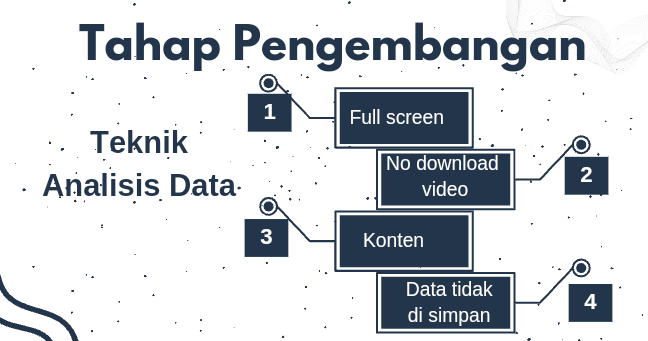 Tahap Pengembangan
Teknik
Analisis Data
1
Full screen
No download
video
2
3
Konten
Data tidak
di simpan
4